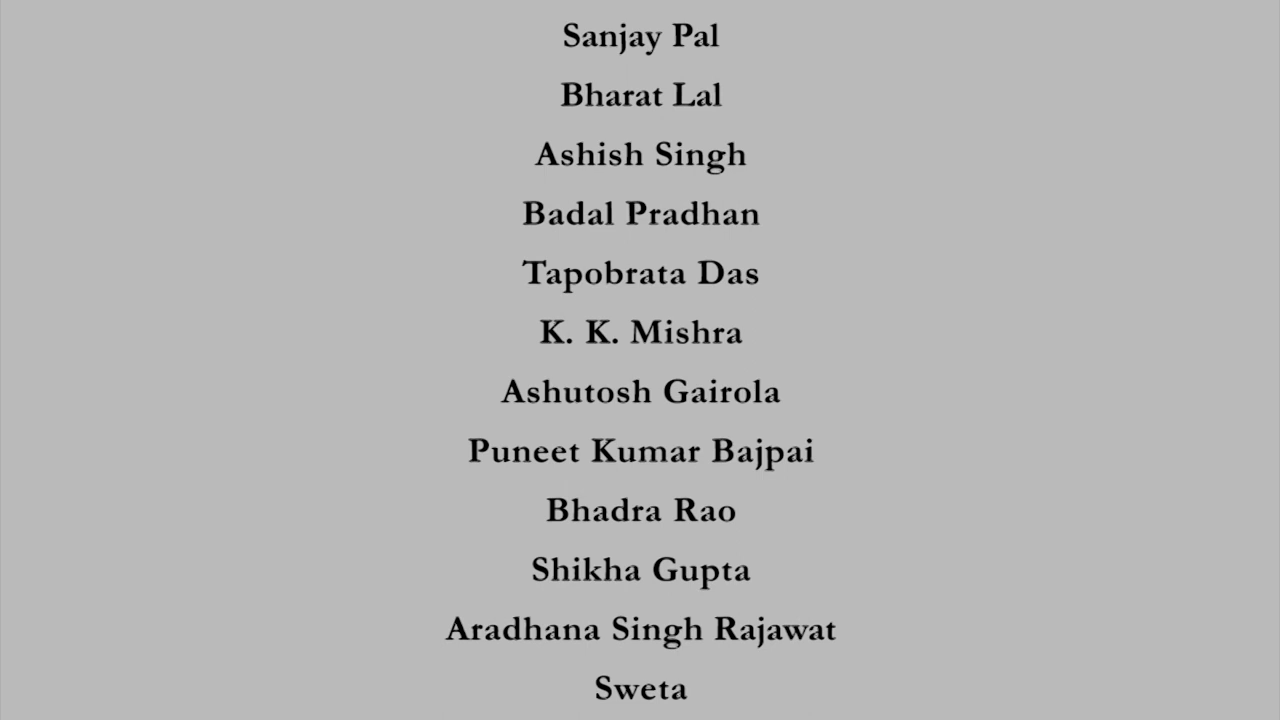 Sanjay Pal
Bharat Lal
Ashish Singh
Badal Pradhan
Tapobrata Das
K. K. Mishra
Ashutosh Gairola
Puneet Kumar Bajpai
Bhadra Rao
Shikha Gupta
Aradhana Singh Rajawat
Sweta